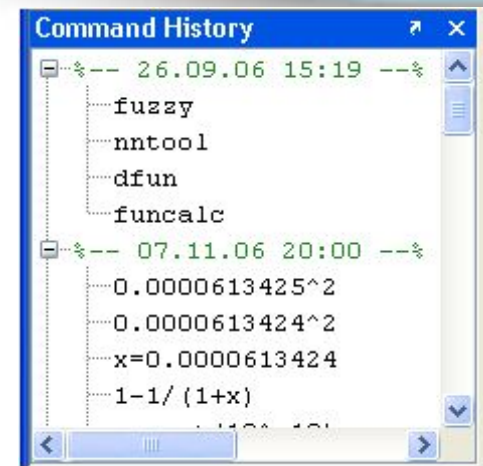 Command History
%-- 26.09.06 15:19 --%
fuzzy
nntool
dfun
funcalc
%-- 07.11.06 20:00 --%
0.0000613425^2
0.0000613424^2
x=0.0000613424
1-1/(1+x)